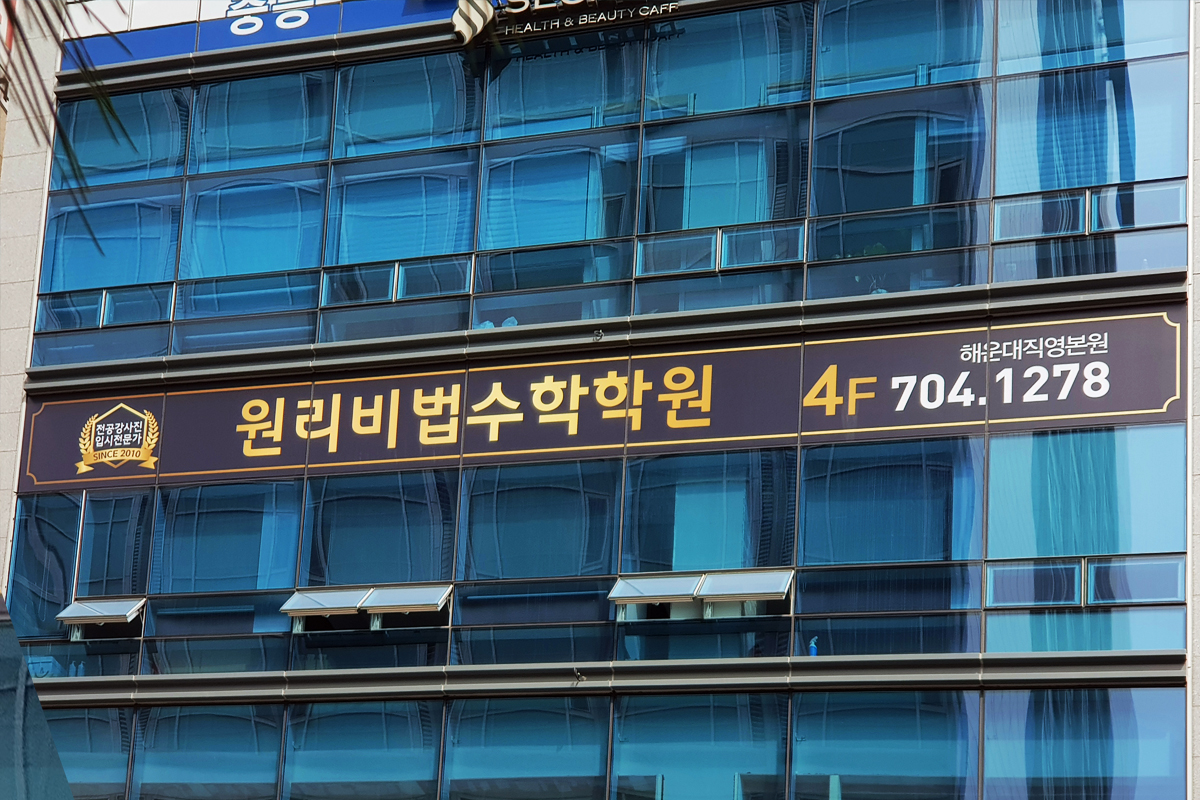 HEALTH & BEAUTY CAFE
전공강사진
입시전문가
SINCE 2010
원리비법수학학원
4F
해운대직영본원
704.1278